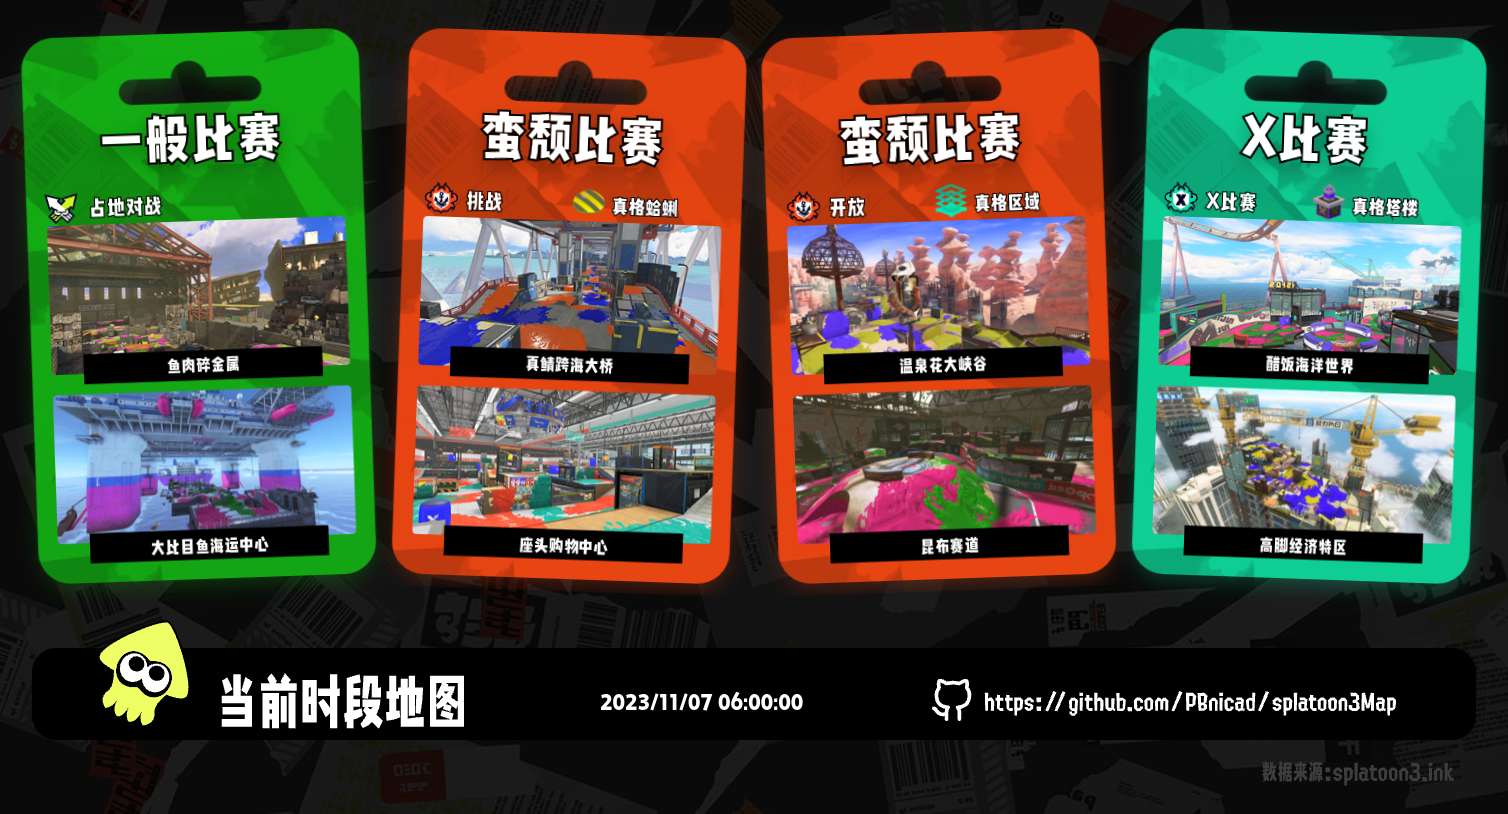 一般比赛
占地对战
鱼肉碎金属
大比目鱼海运中心
蛮颓比赛
挑战
真格蛤蜊
真鲭跨海大桥
座头购物中心
蛮颓比赛
开放
真格区域
温泉花大峡谷
昆布赛道
X比赛
X比赛
真格塔楼
醋饭海洋世界
高脚经济特区
当前时段地图
2023/11/07 06:00:00
https://github.com/PBnicad/splatoon3Map
数据来源:splatoon3.ink